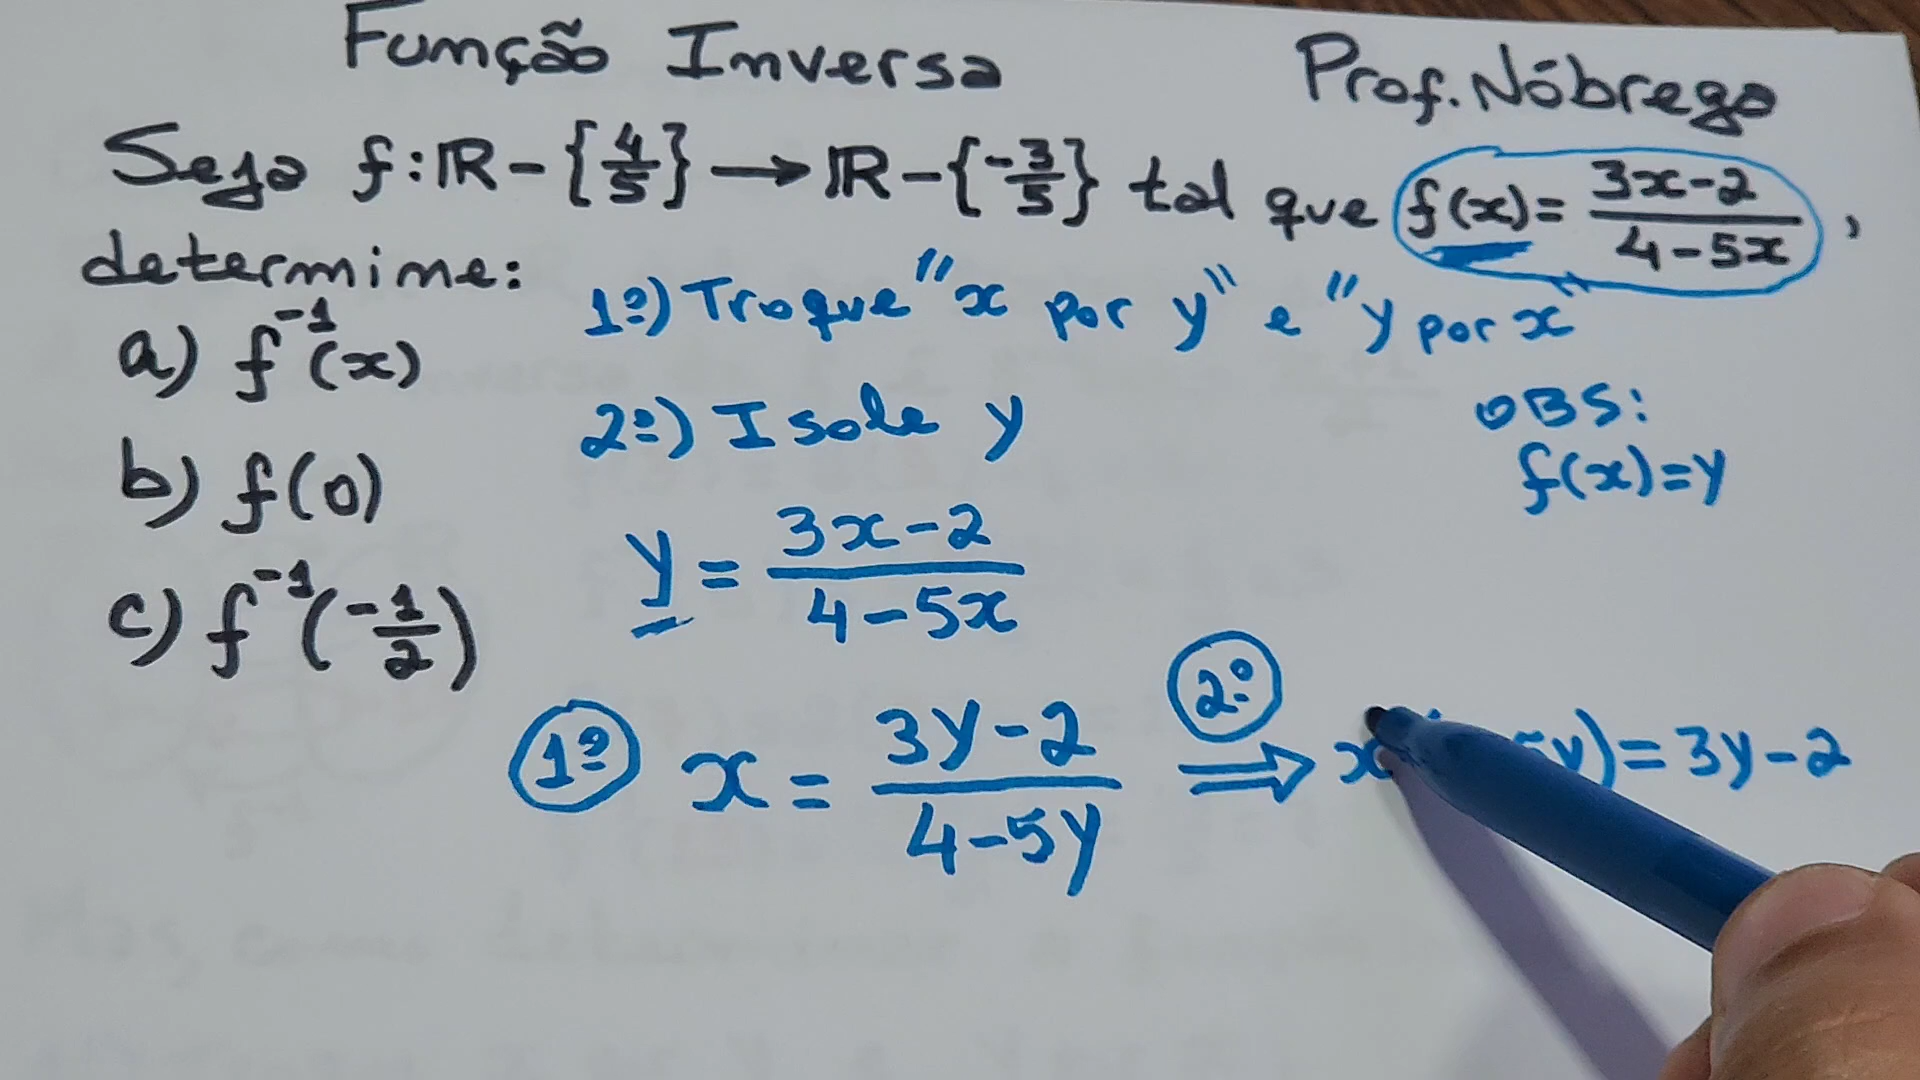 Função Inversa
Prof. Nóbrega
Seja f: ℝ - {4/5} → ℝ - {-3/5} tal que f(x) = (3x-2)/(4-5x),
determine:
1º) Troque "x por y" e "y por x"
a) f⁻¹(x)
2º) Isole y
OBS:
f(x)=y
b) f(0)
y = (3x-2)/(4-5x)
c) f⁻¹(-1/2)
1º x = (3y-2)/(4-5y) 2º ⇒ x y) = 3y-2